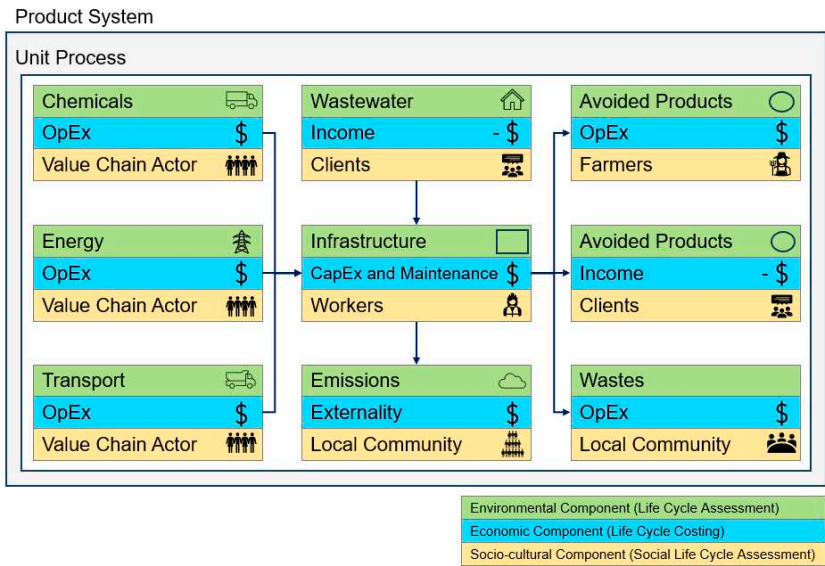 Product System
Unit Process
Chemicals
OpEx $
Value Chain Actor
Wastewater
Income - $
Clients
Avoided Products
OpEx $
Farmers
Energy
OpEx $
Value Chain Actor
Infrastructure
CapEx and Maintenance $
Workers
Avoided Products
Income - $
Clients
Transport
OpEx $
Value Chain Actor
Emissions
Externality $
Local Community
Wastes
OpEx $
Local Community
Environmental Component (Life Cycle Assessment)
Economic Component (Life Cycle Costing)
Socio-cultural Component (Social Life Cycle Assessment)